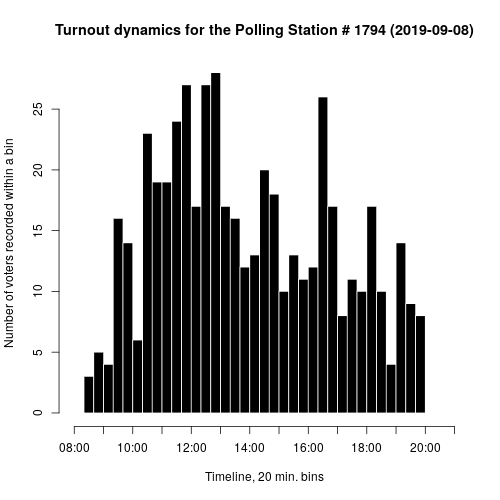 Turnout dynamics for the Polling Station # 1794 (2019-09-08)
Number of voters recorded within a bin
25
20
15
10
5
0
08:00 10:00 12:00 14:00 16:00 18:00 20:00
Timeline, 20 min. bins